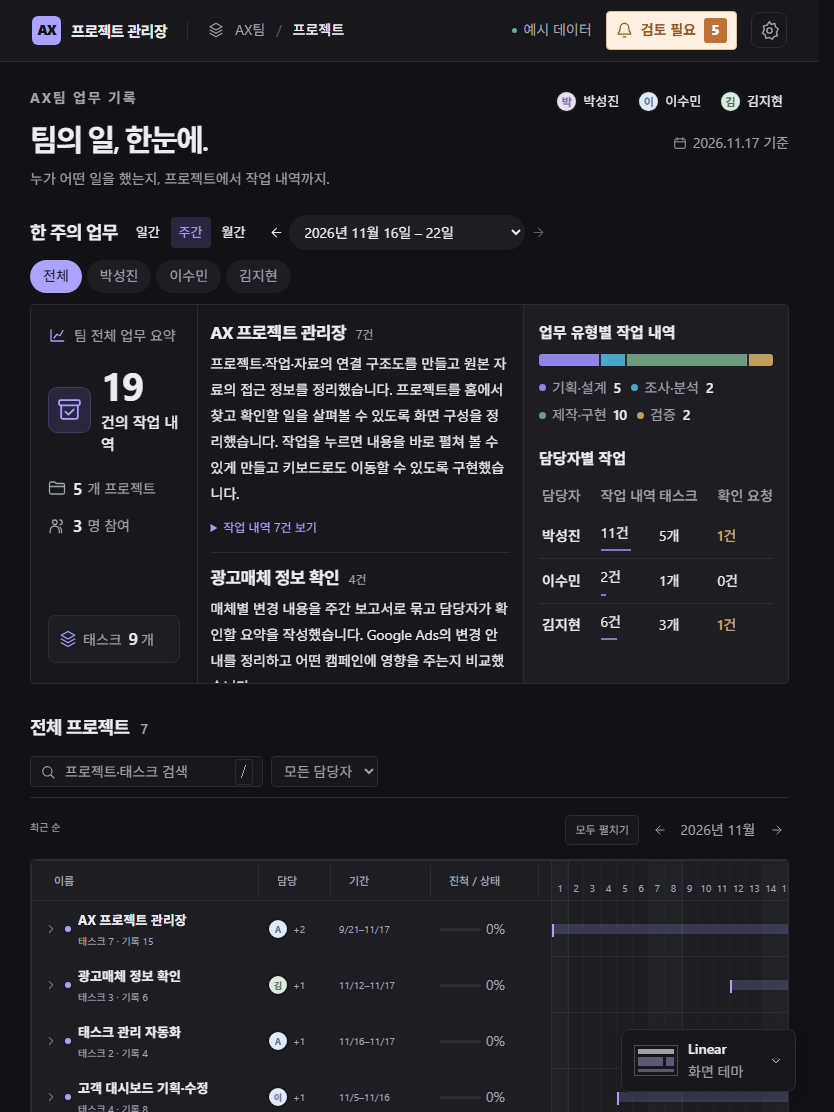 AX 프로젝트 관리장 AX팀 / 프로젝트 예시 데이터 검토 필요 5
AX팀 업무 기록
박 박성진 이 이수민 김 김지현
팀의 일, 한눈에.
2026.11.17 기준
누가 어떤 일을 했는지, 프로젝트에서 작업 내역까지.
한 주의 업무 일간 주간 월간 2026년 11월 16일 – 22일
전체 박성진 이수민 김지현
팀 전체 업무 요약
19
건의 작업 내
역
5 개 프로젝트
3 명 참여
태스크 9 개
AX 프로젝트 관리장 7건
프로젝트·작업·자료의 연결 구조도를 만들고 원본 자
료의 접근 정보를 정리했습니다. 프로젝트를 홈에서
찾고 확인할 일을 살펴볼 수 있도록 화면 구성을 정
리했습니다. 작업을 누르면 내용을 바로 펼쳐 볼 수
있게 만들고 키보드로도 이동할 수 있도록 구현했습
니다.
작업 내역 7건 보기
광고매체 정보 확인 4건
매체별 변경 내용을 주간 보고서로 묶고 담당자가 확
인할 요약을 작성했습니다. Google Ads의 변경 안
내를 정리하고 어떤 캠페인에 영향을 주는지 비교했
업무 유형별 작업 내역
기획·설계 5 조사·분석 2
제작·구현 10 검증 2
담당자별 작업
담당자 작업 내역 태스크 확인 요청
박성진 11건 5개 1건
이수민 2건 1개 0건
김지현 6건 3개 1건
전체 프로젝트 7
프로젝트·태스크 검색 / 모든 담당자
최근 순 모두 펼치기 2026년 11월
이름 담당 기간 진척 / 상태 1 2 3 4 5 6 7 8 9 10 11 12 13 14
AX 프로젝트 관리장 A +2 9/21–11/17 0%
태스크 7 · 기록 15
광고매체 정보 확인 김 +1 11/12–11/17 0%
태스크 3 · 기록 6
태스크 관리 자동화 A +1 11/16–11/17 0%
태스크 2 · 기록 4
고객 대시보드 기획·수정 이 +1 11/5–11/16 0%
태스크 4 · 기록 8
Linear
화면 테마